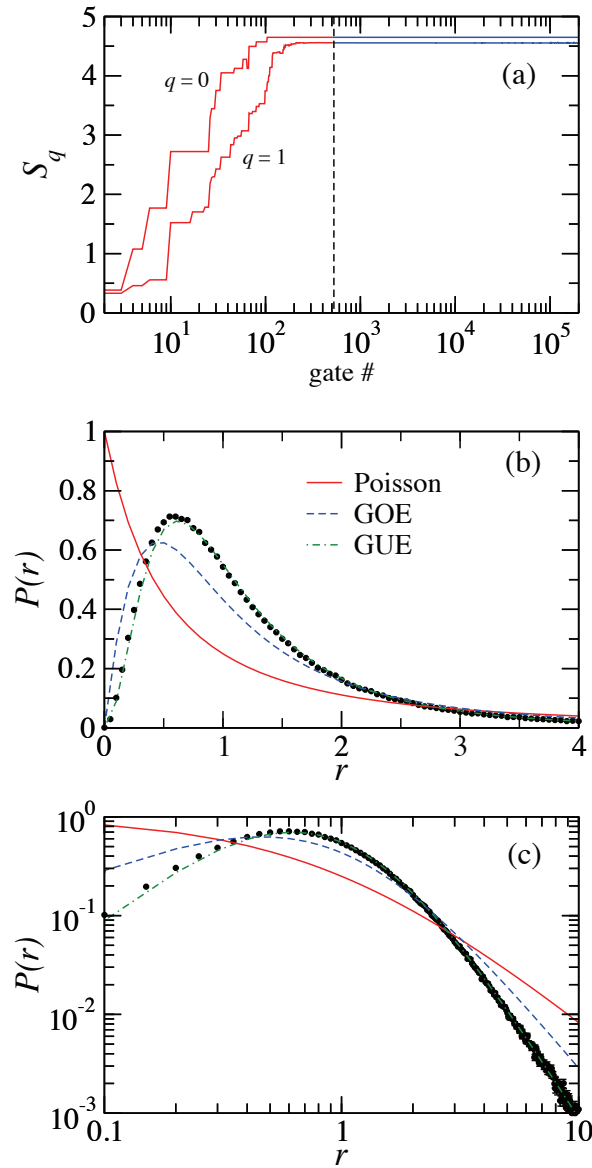 5
4
3
2
1
0
S_q
(a)
q = 0
q = 1
10^1 10^2 10^3 10^4 10^5
gate #
1
0.8
0.6
0.4
0.2
0
P(r)
(b)
Poisson
GOE
GUE
0 1 2 3 4
r
10^0
10^-1
10^-2
10^-3
P(r)
(c)
0.1 1 10
r